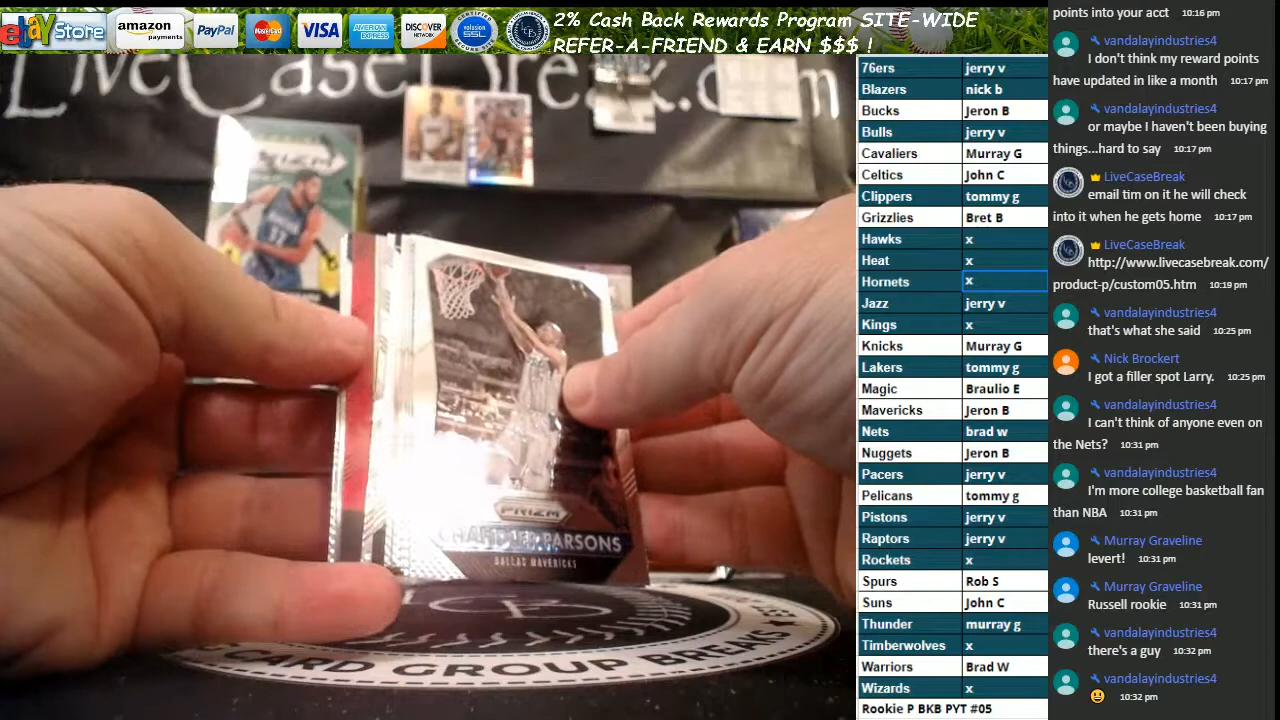 ebay Store
amazon payments
PayPal
MasterCard
VISA
AMERICAN EXPRESS
DISCOVER NETWORK
SSL
2% Cash Back Rewards Program SITE-WIDE
REFER-A-FRIEND & EARN $$$ !
LiveCaseBreak.com
PRIZM
PRIZM
CHANDLER PARSONS
DALLAS MAVERICKS
CARD GROUP BREAKS
76ers jerry v
Blazers nick b
Bucks Jeron B
Bulls jerry v
Cavaliers Murray G
Celtics John C
Clippers tommy g
Grizzlies Bret B
Hawks x
Heat x
Hornets x
Jazz jerry v
Kings x
Knicks Murray G
Lakers tommy g
Magic Braulio E
Mavericks Jeron B
Nets brad w
Nuggets Jeron B
Pacers jerry v
Pelicans tommy g
Pistons jerry v
Raptors jerry v
Rockets x
Spurs Rob S
Suns John C
Thunder murray g
Timberwolves x
Warriors Brad W
Wizards x
Rookie P BKB PYT #05
points into your acct 10:16 pm
vandalayindustries4
I don't think my reward points
have updated in like a month 10:17 pm
vandalayindustries4
or maybe I haven't been buying
things...hard to say 10:17 pm
LiveCaseBreak
email tim on it he will check
into it when he gets home 10:17 pm
LiveCaseBreak
http://www.livecasebreak.com/
product-p/custom05.htm 10:19 pm
vandalayindustries4
that's what she said 10:25 pm
Nick Brockert
I got a filler spot Larry. 10:25 pm
vandalayindustries4
I can't think of anyone even on
the Nets? 10:31 pm
vandalayindustries4
I'm more college basketball fan
than NBA 10:31 pm
Murray Graveline
levert! 10:31 pm
Murray Graveline
Russell rookie 10:31 pm
vandalayindustries4
there's a guy 10:32 pm
vandalayindustries4
😃 10:32 pm